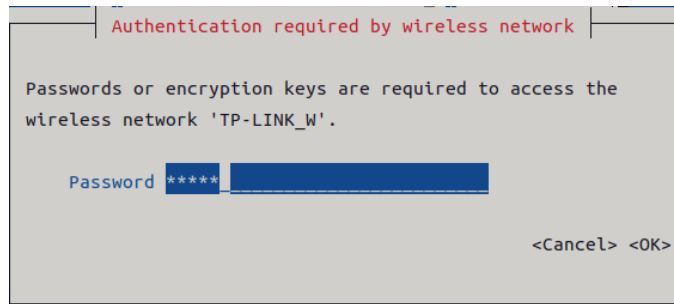 Authentication required by wireless network
Passwords or encryption keys are required to access the
wireless network 'TP-LINK_W'.
Password *****
<Cancel> <OK>